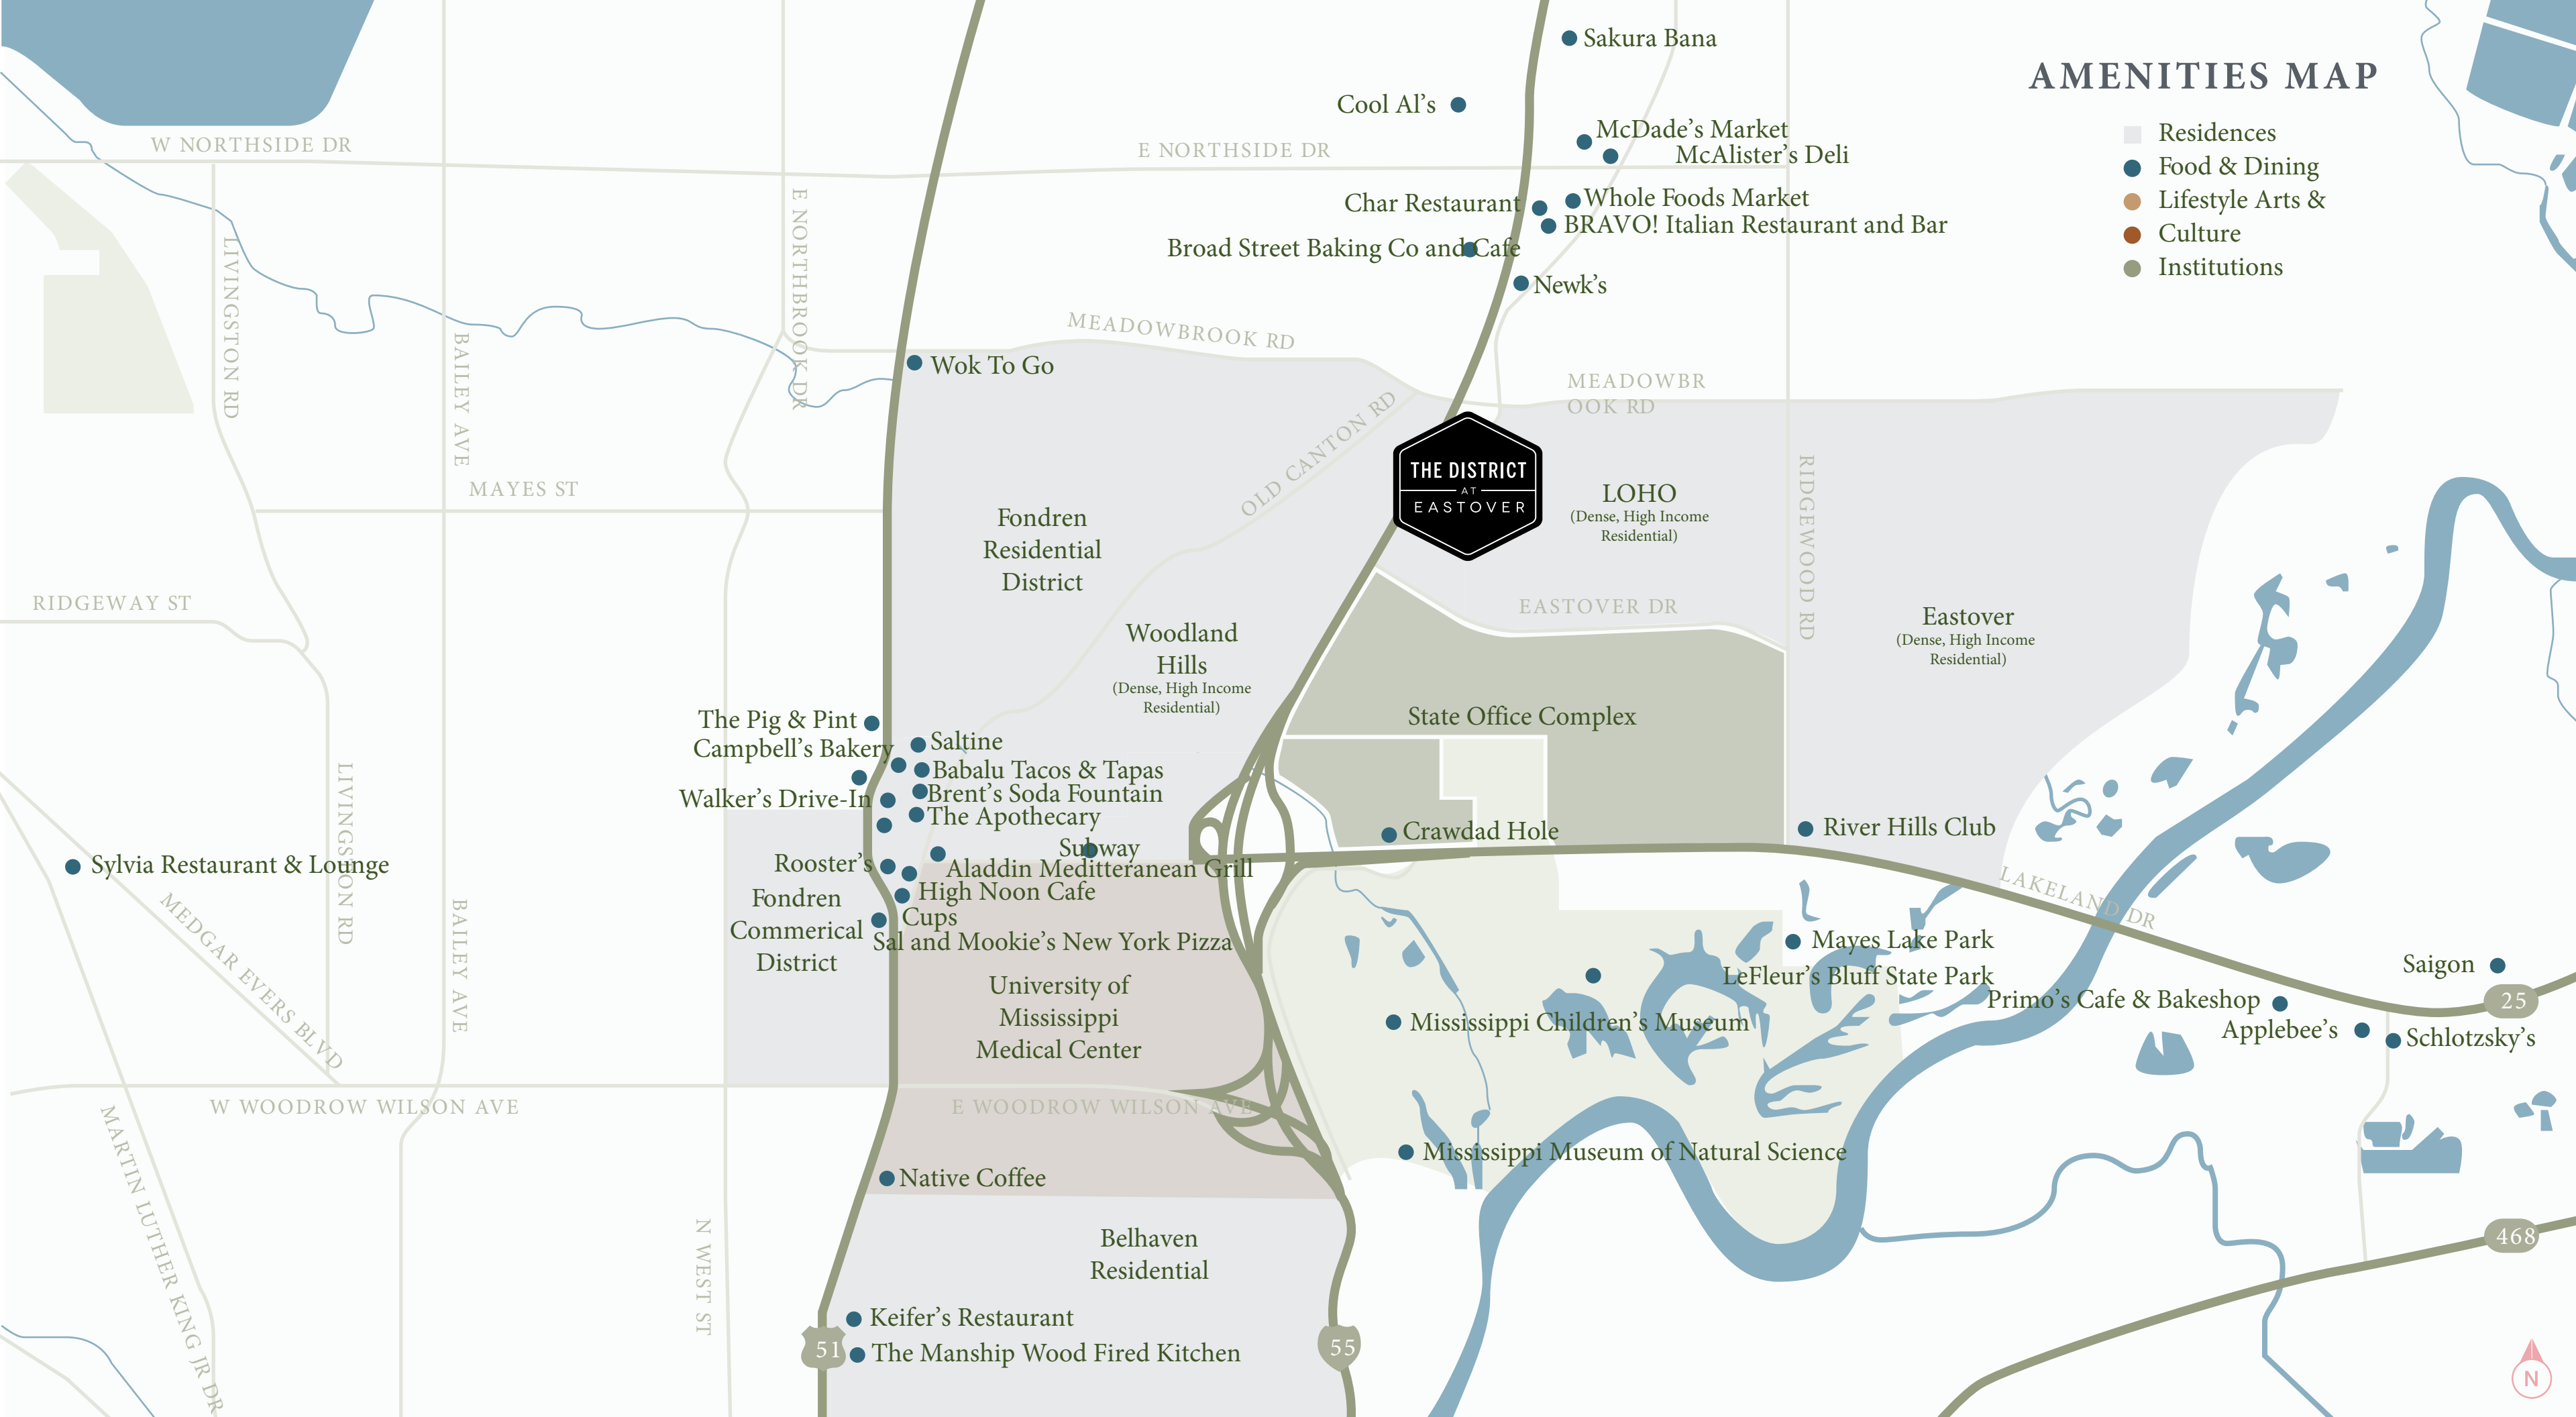 AMENITIES MAP
Residences
Food & Dining
Lifestyle Arts &
Culture
Institutions
Sakura Bana
Cool Al's
McDade's Market
McAlister's Deli
W NORTHSIDE DR
E NORTHSIDE DR
Char Restaurant
Whole Foods Market
BRAVO! Italian Restaurant and Bar
Broad Street Baking Co and Cafe
Newk's
LIVINGSTON RD
BAILEY AVE
E NORTHBROOK DR
MEADOWBROOK RD
Wok To Go
MEADOWBR
OOK RD
OLD CANTON RD
THE DISTRICT
AT
EASTOVER
LOHO
(Dense, High Income
Residential)
RIDGEWOOD RD
MAYES ST
Fondren
Residential
District
RIDGEWAY ST
EASTOVER DR
Eastover
(Dense, High Income
Residential)
Woodland
Hills
(Dense, High Income
Residential)
State Office Complex
The Pig & Pint
Campbell's Bakery
Saltine
Babalu Tacos & Tapas
Walker's Drive-In
Brent's Soda Fountain
The Apothecary
Subway
Crawdad Hole
River Hills Club
Sylvia Restaurant & Lounge
LIVINGSTON RD
Rooster's
Aladdin Meditteranean Grill
High Noon Cafe
Cups
Sal and Mookie's New York Pizza
Fondren
Commerical
District
MEDGAR EVERS BLVD
BAILEY AVE
LAKELAND DR
Mayes Lake Park
LeFleur's Bluff State Park
Saigon
25
Primo's Cafe & Bakeshop
Applebee's
Schlotzsky's
University of
Mississippi
Medical Center
Mississippi Children's Museum
W WOODROW WILSON AVE
E WOODROW WILSON AVE
Mississippi Museum of Natural Science
MARTIN LUTHER KING JR DR
N WEST ST
Native Coffee
Belhaven
Residential
468
Keifer's Restaurant
51
The Manship Wood Fired Kitchen
55
N